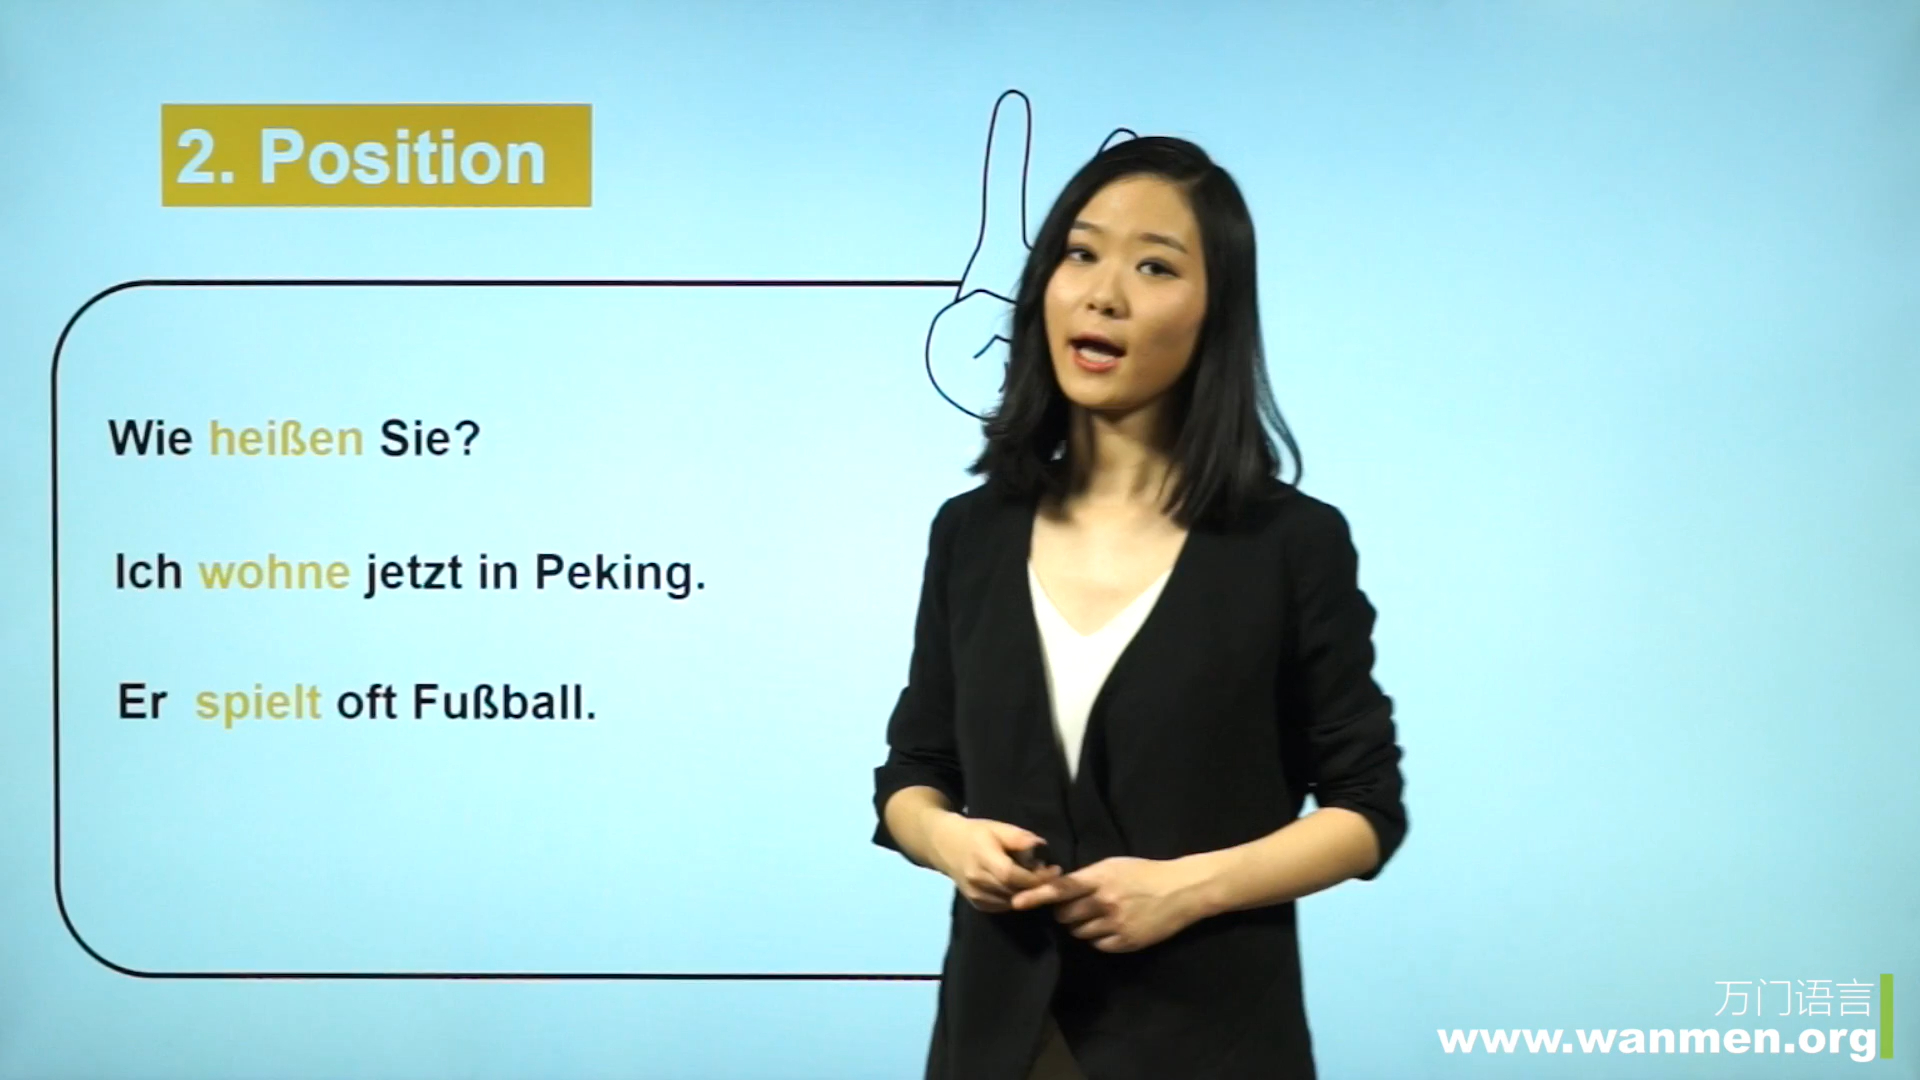 2. Position
Wie heißen Sie?
Ich wohne jetzt in Peking.
Er spielt oft Fußball.
万门语言
www.wanmen.org